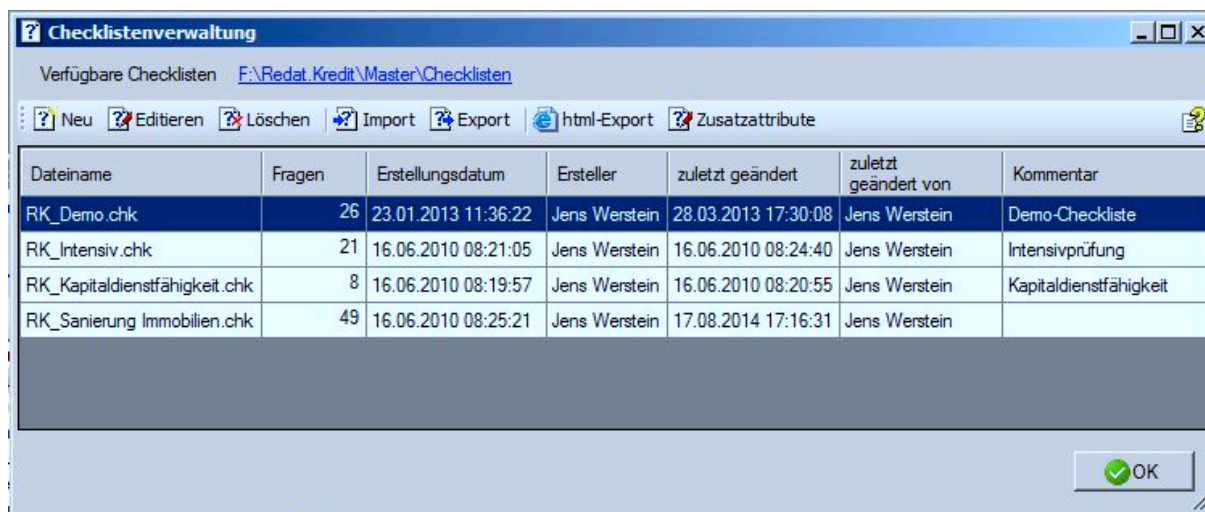 Checklistenverwaltung
Verfügbare Checklisten F:\Redat.Kredit\Master\Checklisten
Neu Editieren Löschen Import Export html-Export Zusatzattribute
Dateiname Fragen Erstellungsdatum Ersteller zuletzt geändert zuletzt geändert von Kommentar
RK_Demo.chk 26 23.01.2013 11:36:22 Jens Werstein 28.03.2013 17:30:08 Jens Werstein Demo-Checkliste
RK_Intensiv.chk 21 16.06.2010 08:21:05 Jens Werstein 16.06.2010 08:24:40 Jens Werstein Intensivprüfung
RK_Kapitaldienstfähigkeit.chk 8 16.06.2010 08:19:57 Jens Werstein 16.06.2010 08:20:55 Jens Werstein Kapitaldienstfähigkeit
RK_Sanierung Immobilien.chk 49 16.06.2010 08:25:21 Jens Werstein 17.08.2014 17:16:31 Jens Werstein
OK